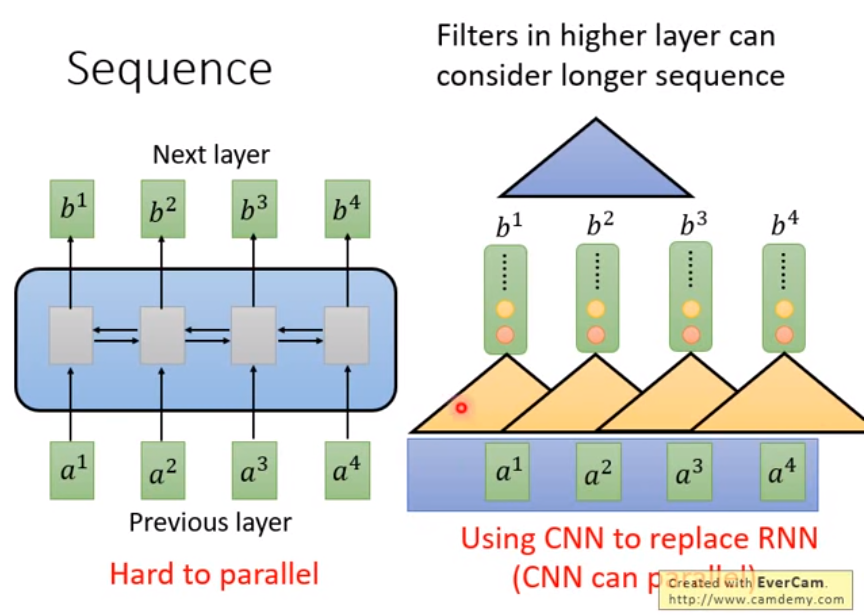 Sequence
Filters in higher layer can
consider longer sequence
Next layer
b¹ b² b³ b⁴
b¹ b² b³ b⁴
a¹ a² a³ a⁴
a¹ a² a³ a⁴
Previous layer
Hard to parallel
Using CNN to replace RNN
(CNN can parallel)
Created with EverCam.
http://www.camdemy.com